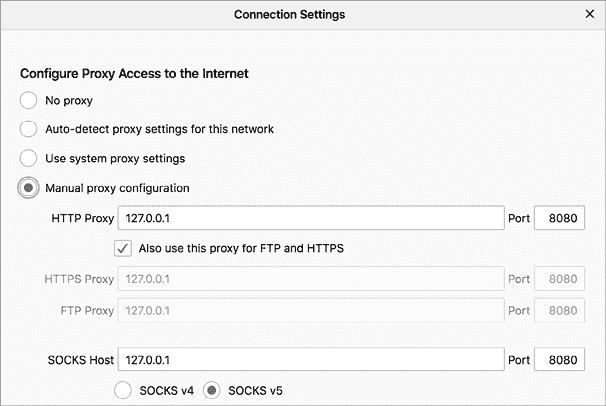 Connection Settings
Configure Proxy Access to the Internet
No proxy
Auto-detect proxy settings for this network
Use system proxy settings
Manual proxy configuration
HTTP Proxy 127.0.0.1 Port 8080
Also use this proxy for FTP and HTTPS
HTTPS Proxy 127.0.0.1 Port 8080
FTP Proxy 127.0.0.1 Port 8080
SOCKS Host 127.0.0.1 Port 8080
SOCKS v4 SOCKS v5